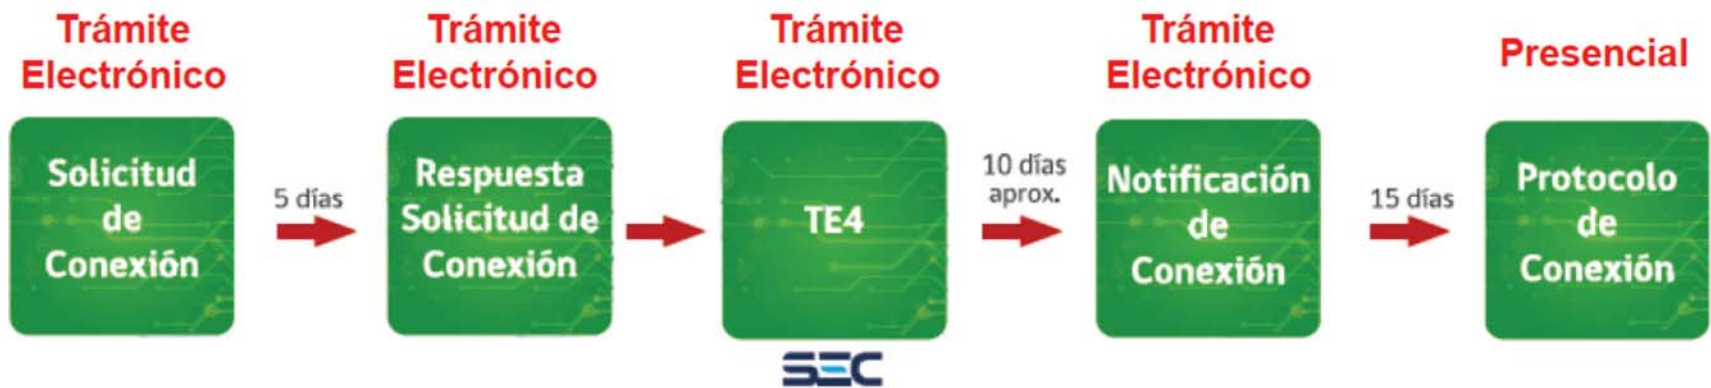 Trámite
Electrónico
Trámite
Electrónico
Trámite
Electrónico
Trámite
Electrónico
Presencial
Solicitud
de
Conexión
5 días
Respuesta
Solicitud de
Conexión
TE4
10 días
aprox.
Notificación
de
Conexión
15 días
Protocolo
de
Conexión
SEC